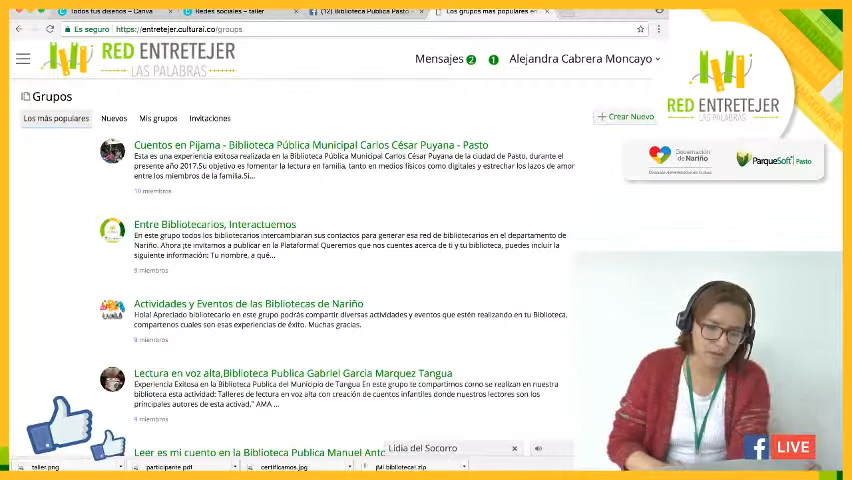 Todos tus diseños – Canva
Redes sociales – taller
(12) Biblioteca Publica Pasto -
Los grupos más populares en
Es seguro
https://entretejer.cultural.co/groups
RED ENTRETEJER
LAS PALABRAS
Mensajes 2
1
Alejandra Cabrera Moncayo
RED ENTRETEJER
LAS PALABRAS
Gobernación
de Nariño
ParqueSoft Pasto
Grupos
Los más populares
Nuevos
Mis grupos
Invitaciones
Crear Nuevo
Cuentos en Pijama - Biblioteca Pública Municipal Carlos César Puyana - Pasto
Esta es una experiencia exitosa realizada en la Biblioteca Pública Municipal Carlos César Puyana de la ciudad de Pasto, durante el
presente año 2017.Su objetivo es fomentar la lectura en familia, tanto en medios físicos como digitales y estrechar los lazos de amor
entre los miembros de la familia.Si...
10 miembros
Entre Bibliotecarios, Interactuemos
En este grupo todos los bibliotecarios intercambiaran sus contactos para generar esa red de bibliotecarios en el departamento de
Nariño. Ahora ¡te invitamos a publicar en la Plataforma! Queremos que nos cuentes acerca de ti y tu biblioteca, puedes incluir la
siguiente información: Tu nombre, a qué...
9 miembros
Actividades y Eventos de las Bibliotecas de Nariño
Hola! Apreciado bibliotecario en este grupo podrás compartir diversas actividades y eventos que estén realizando en tu Biblioteca,
compartenos cuales son esas experiencias de éxito. Muchas gracias.
9 miembros
Lectura en voz alta,Biblioteca Publica Gabriel Garcia Marquez Tangua
Experiencia Exitosa en la Biblioteca Publica del Municipio de Tangua En este grupo te compartimos como se realizan en nuestra
biblioteca esta actividad: Talleres de lectura en voz alta con creación de cuentos infantiles donde nuestros lectores son los
principales autores de esta activad." AMA ...
9 miembros
Leer es mi cuento en la Biblioteca Publica Manuel Anto
Lidia del Socorro
LIVE
taller.png
participante.pdf
certificamos.jpg
¡Mi biblioteca!.zip